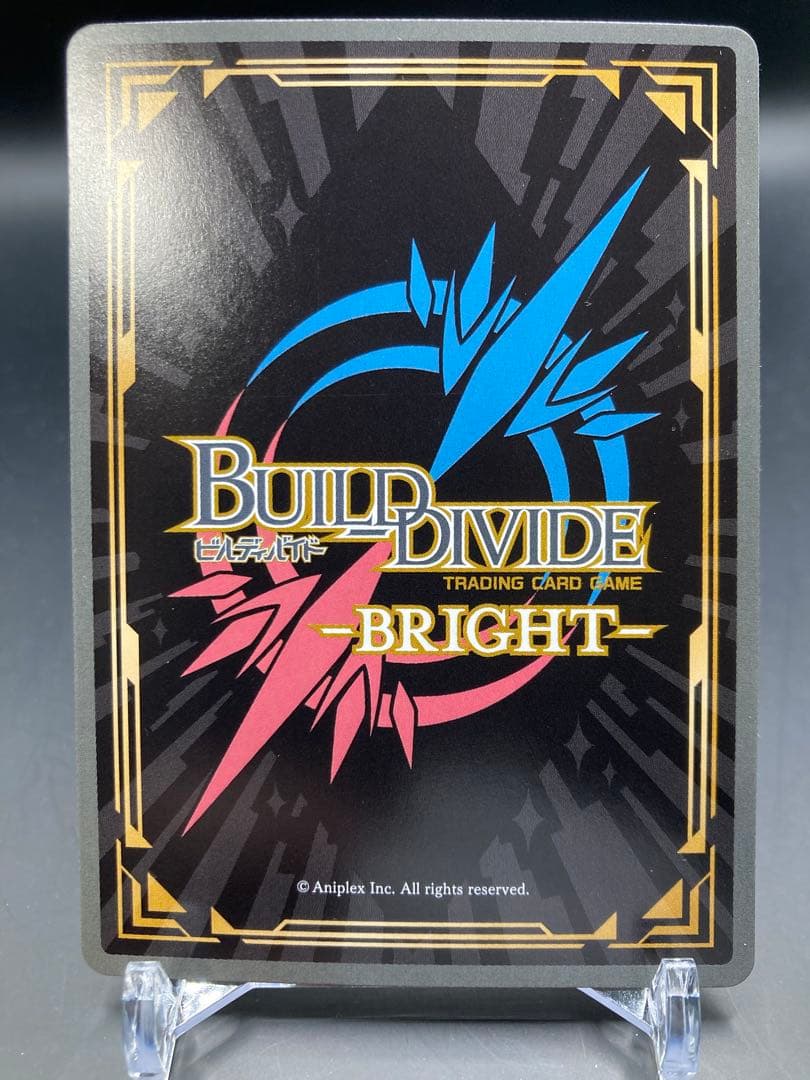 BUILD DIVIDE
ビルディバイド
TRADING CARD GAME
-BRIGHT-
© Aniplex Inc. All rights reserved.